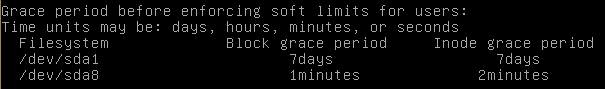 Grace period before enforcing soft limits for users:
Time units may be: days, hours, minutes, or seconds
Filesystem Block grace period Inode grace period
/dev/sda1 7days 7days
/dev/sda8 1minutes 2minutes